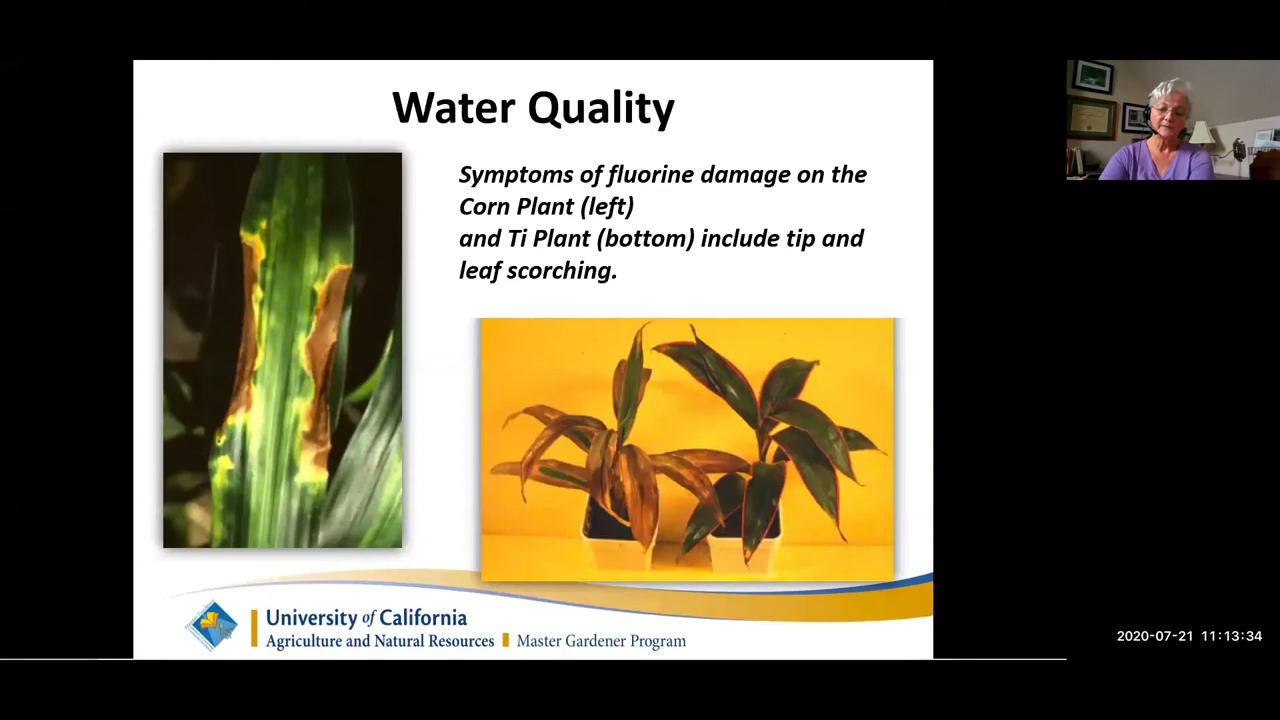 Water Quality
Symptoms of fluorine damage on the
Corn Plant (left)
and Ti Plant (bottom) include tip and
leaf scorching.
University of California
Agriculture and Natural Resources Master Gardener Program
2020-07-21 11:13:34